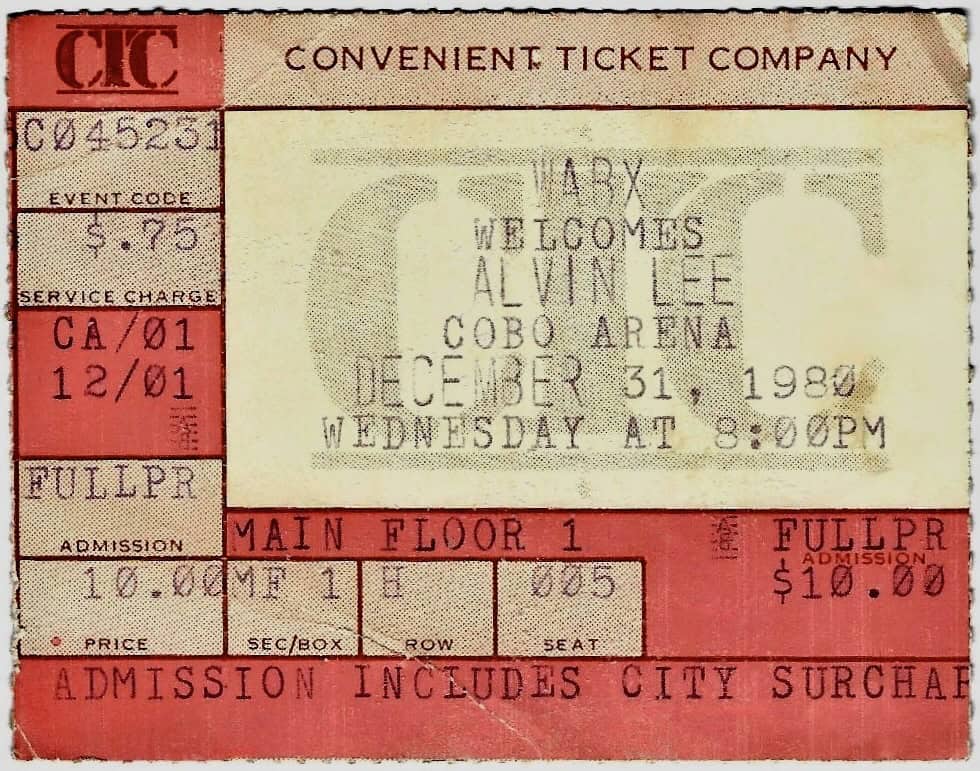 CTC
CONVENIENT TICKET COMPANY
C045231
EVENT CODE
$.75
SERVICE CHARGE
CA/01
12/01
FULLPR
ADMISSION
10.00
PRICE
CTC
WABX
WELCOMES
ALVIN LEE
COBO ARENA
DECEMBER 31, 1980
WEDNESDAY AT 8:00PM
MAIN FLOOR 1
FULLPR
ADMISSION
$10.00
MF 1 H 005
SEC/BOX ROW SEAT
ADMISSION INCLUDES CITY SURCHAR